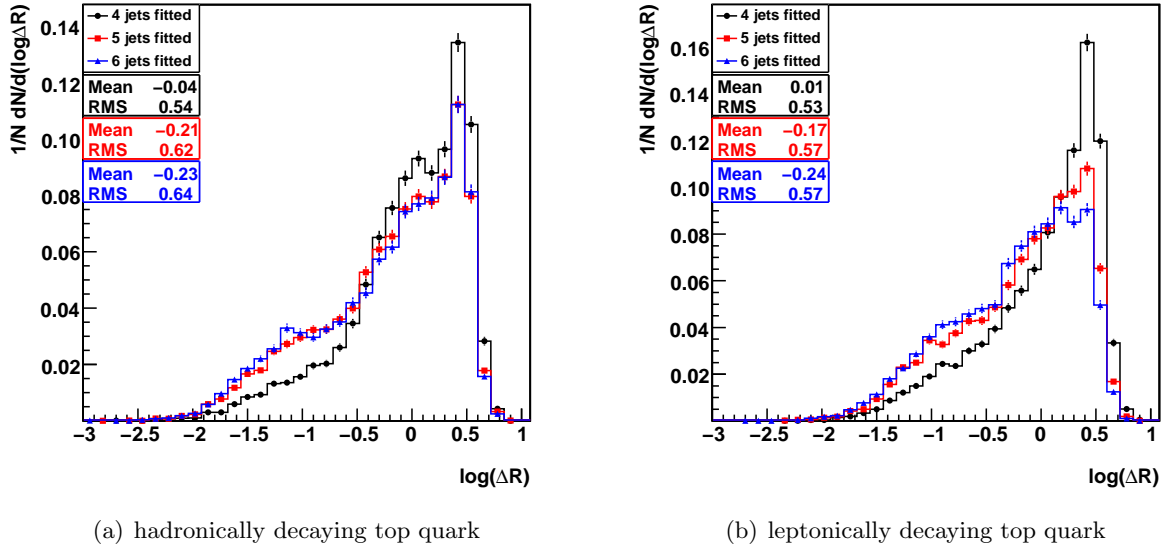 1/N dN/d(logΔR)
0.14
0.12
0.10
0.08
0.06
0.04
0.02
4 jets fitted
5 jets fitted
6 jets fitted
Mean −0.04
RMS 0.54
Mean −0.21
RMS 0.62
Mean −0.23
RMS 0.64
−3 −2.5 −2 −1.5 −1 −0.5 0 0.5 1
log(ΔR)
(a) hadronically decaying top quark
1/N dN/d(logΔR)
0.16
0.14
0.12
0.10
0.08
0.06
0.04
0.02
4 jets fitted
5 jets fitted
6 jets fitted
Mean 0.01
RMS 0.53
Mean −0.17
RMS 0.57
Mean −0.24
RMS 0.57
−3 −2.5 −2 −1.5 −1 −0.5 0 0.5 1
log(ΔR)
(b) leptonically decaying top quark